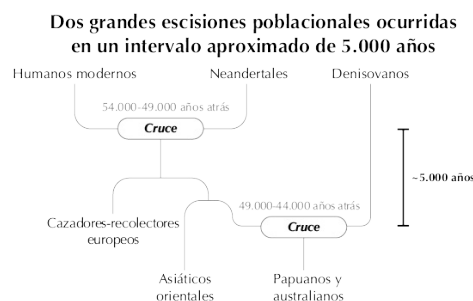 Dos grandes escisiones poblacionales ocurridas
en un intervalo aproximado de 5.000 años
Humanos modernos
Neandertales
Denisovanos
54.000-49.000 años atrás
Cruce
~5.000 años
49.000-44.000 años atrás
Cazadores-recolectores
europeos
Cruce
Asiáticos
orientales
Papuanos y
australianos